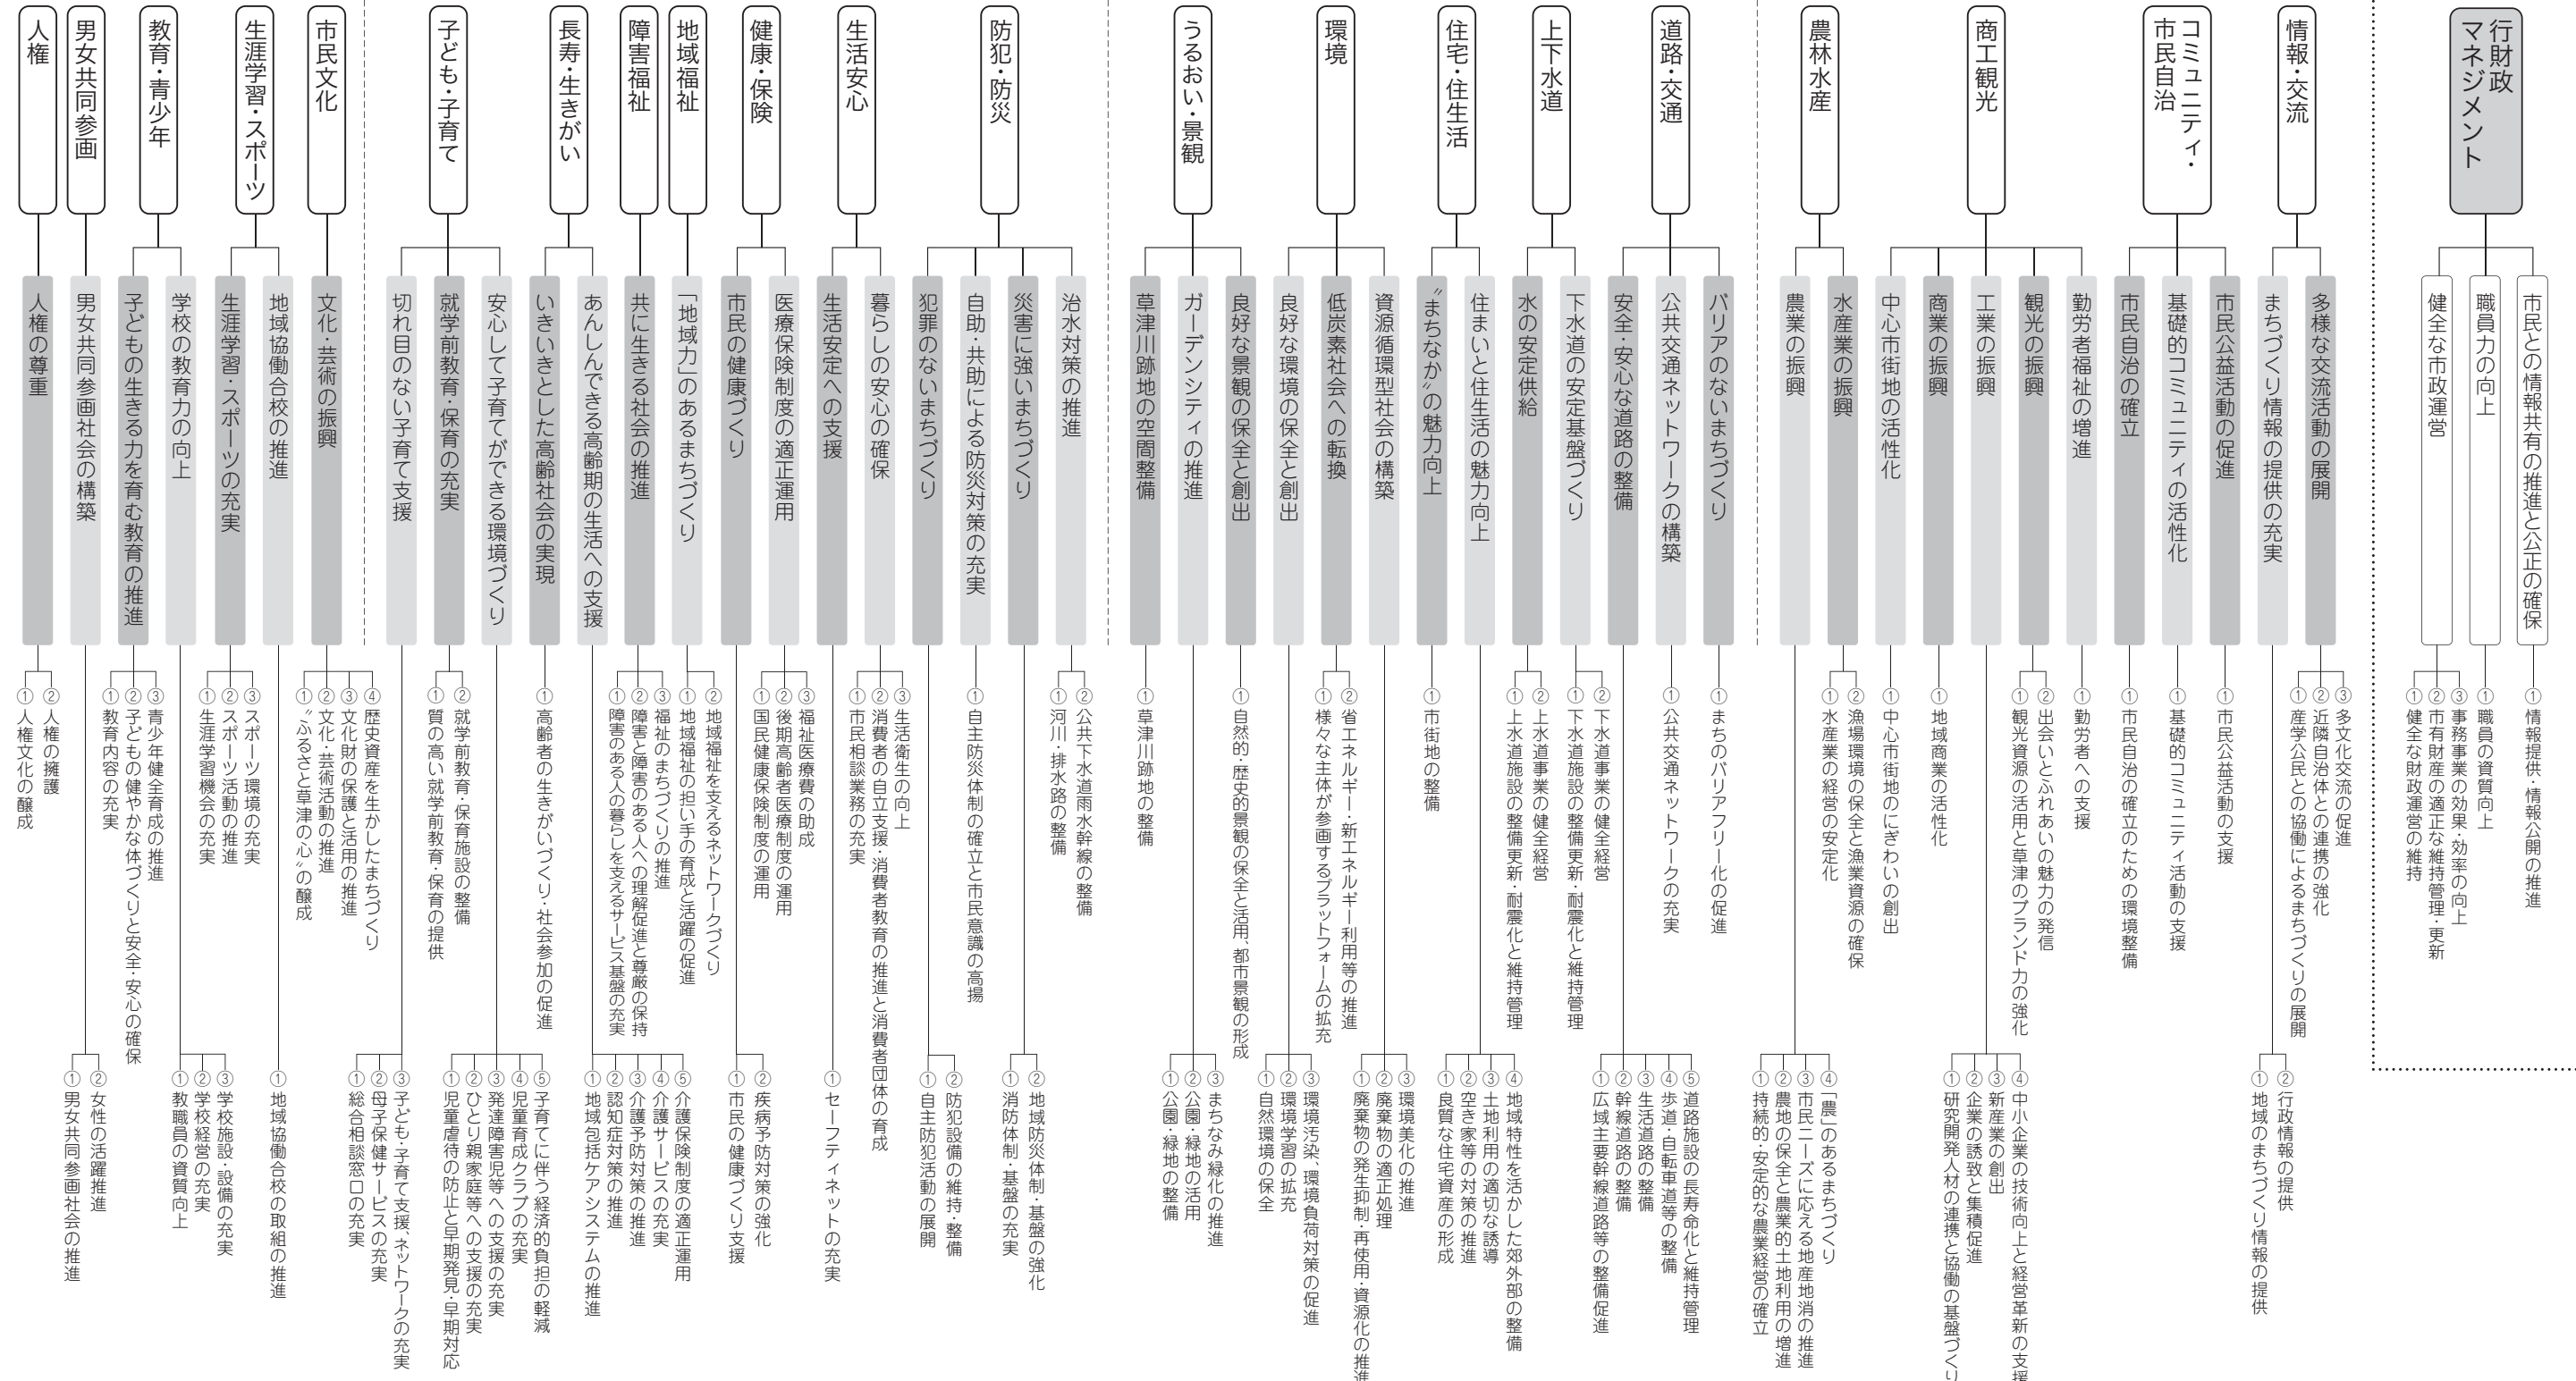 人権
男女共同参画
教育・青少年
生涯学習・スポーツ
市民文化
子ども・子育て
長寿・生きがい
障害福祉
地域福祉
健康・保険
生活安心
防犯・防災
うるおい・景観
環境
住宅・住生活
上下水道
道路・交通
農林水産
商工観光
コミュニティ・
市民自治
情報・交流
行財政
マネジメント
人権の尊重
男女共同参画社会の構築
子どもの生きる力を育む教育の推進
学校の教育力の向上
生涯学習・スポーツの充実
地域協働合校の推進
文化・芸術の振興
切れ目のない子育て支援
就学前教育・保育の充実
安心して子育てができる環境づくり
いきいきとした高齢社会の実現
あんしんできる高齢期の生活への支援
共に生きる社会の推進
「地域力」のあるまちづくり
市民の健康づくり
医療保険制度の適正運用
生活安定への支援
暮らしの安心の確保
犯罪のないまちづくり
自助・共助による防災対策の充実
災害に強いまちづくり
治水対策の推進
草津川跡地の空間整備
ガーデンシティの推進
良好な景観の保全と創出
良好な環境の保全と創出
低炭素社会への転換
資源循環型社会の構築
〝まちなか〟の魅力向上
住まいと住生活の魅力向上
水の安定供給
下水道の安定基盤づくり
安全・安心な道路の整備
公共交通ネットワークの構築
バリアのないまちづくり
農業の振興
水産業の振興
中心市街地の活性化
商業の振興
工業の振興
観光の振興
勤労者福祉の増進
市民自治の確立
基礎的コミュニティの活性化
市民公益活動の促進
まちづくり情報の提供の充実
多様な交流活動の展開
健全な市政運営
職員力の向上
市民との情報共有の推進と公正の確保
①人権文化の醸成
②人権の擁護
①男女共同参画社会の推進
②女性の活躍推進
①教育内容の充実
②子どもの健やかな体づくりと安全・安心の確保
③青少年健全育成の推進
①教職員の資質向上
②学校経営の充実
③学校施設・設備の充実
①生涯学習機会の充実
②スポーツ活動の推進
③スポーツ環境の充実
①地域協働合校の取組の推進
①〝ふるさと草津の心〟の醸成
②文化・芸術活動の推進
③文化財の保護と活用の推進
④歴史資産を生かしたまちづくり
①総合相談窓口の充実
②母子保健サービスの充実
③子ども・子育て支援、ネットワークの充実
①質の高い就学前教育・保育の提供
②就学前教育・保育施設の整備
①児童虐待の防止と早期発見・早期対応
②ひとり親家庭等への支援の充実
③発達障害児等への支援の充実
④児童育成クラブの充実
⑤子育てに伴う経済的負担の軽減
①高齢者の生きがいづくり・社会参加の促進
①地域包括ケアシステムの推進
②認知症対策の推進
③介護予防対策の推進
④介護サービスの充実
⑤介護保険制度の適正運用
①障害のある人の暮らしを支えるサービス基盤の充実
②障害と障害のある人への理解促進と尊厳の保持
③福祉のまちづくりの推進
①地域福祉の担い手の育成と活躍の促進
②地域福祉を支えるネットワークづくり
①市民の健康づくり支援
②疾病予防対策の強化
①国民健康保険制度の運用
②後期高齢者医療制度の運用
③福祉医療費の助成
①セーフティネットの充実
①市民相談業務の充実
②消費者の自立支援・消費者教育の推進と消費者団体の育成
③生活衛生の向上
①自主防犯活動の展開
②防犯設備の維持・整備
①自主防災体制の確立と市民意識の高揚
①消防体制・基盤の充実
②地域防災体制・基盤の強化
①河川・排水路の整備
②公共下水道雨水幹線の整備
①草津川跡地の整備
①公園・緑地の整備
②公園・緑地の活用
③まちなみ緑化の推進
①自然的・歴史的景観の保全と活用、都市景観の形成
①自然環境の保全
②環境学習の拡充
③環境汚染、環境負荷対策の促進
①様々な主体が参画するプラットフォームの拡充
②省エネルギー・新エネルギー利用等の推進
①廃棄物の発生抑制・再使用・資源化の推進
②廃棄物の適正処理
③環境美化の推進
①市街地の整備
①良質な住宅資産の形成
②空き家等の対策の推進
③土地利用の適切な誘導
④地域特性を活かした郊外部の整備
①上水道施設の整備更新・耐震化と維持管理
②上水道事業の健全経営
①下水道施設の整備更新・耐震化と維持管理
②下水道事業の健全経営
①広域主要幹線道路等の整備促進
②幹線道路の整備
③生活道路の整備
④歩道・自転車道等の整備
⑤道路施設の長寿命化と維持管理
①公共交通ネットワークの充実
①まちのバリアフリー化の促進
①持続的・安定的な農業経営の確立
②農地の保全と農業的土地利用の増進
③市民ニーズに応える地産地消の推進
④「農」のあるまちづくり
①水産業の経営の安定化
②漁場環境の保全と漁業資源の確保
①中心市街地のにぎわいの創出
①地域商業の活性化
①研究開発人材の連携と協働の基盤づくり
②企業の誘致と集積促進
③新産業の創出
④中小企業の技術向上と経営革新の支援
①観光資源の活用と草津のブランド力の強化
②出会いとふれあいの魅力の発信
①勤労者への支援
①市民自治の確立のための環境整備
①基礎的コミュニティ活動の支援
①市民公益活動の支援
①地域のまちづくり情報の提供
②行政情報の提供
①産学公民との協働によるまちづくりの展開
②近隣自治体との連携の強化
③多文化交流の促進
①健全な財政運営の維持
②市有財産の適正な維持管理・更新
③事務事業の効果・効率の向上
①職員の資質向上
①情報提供・情報公開の推進